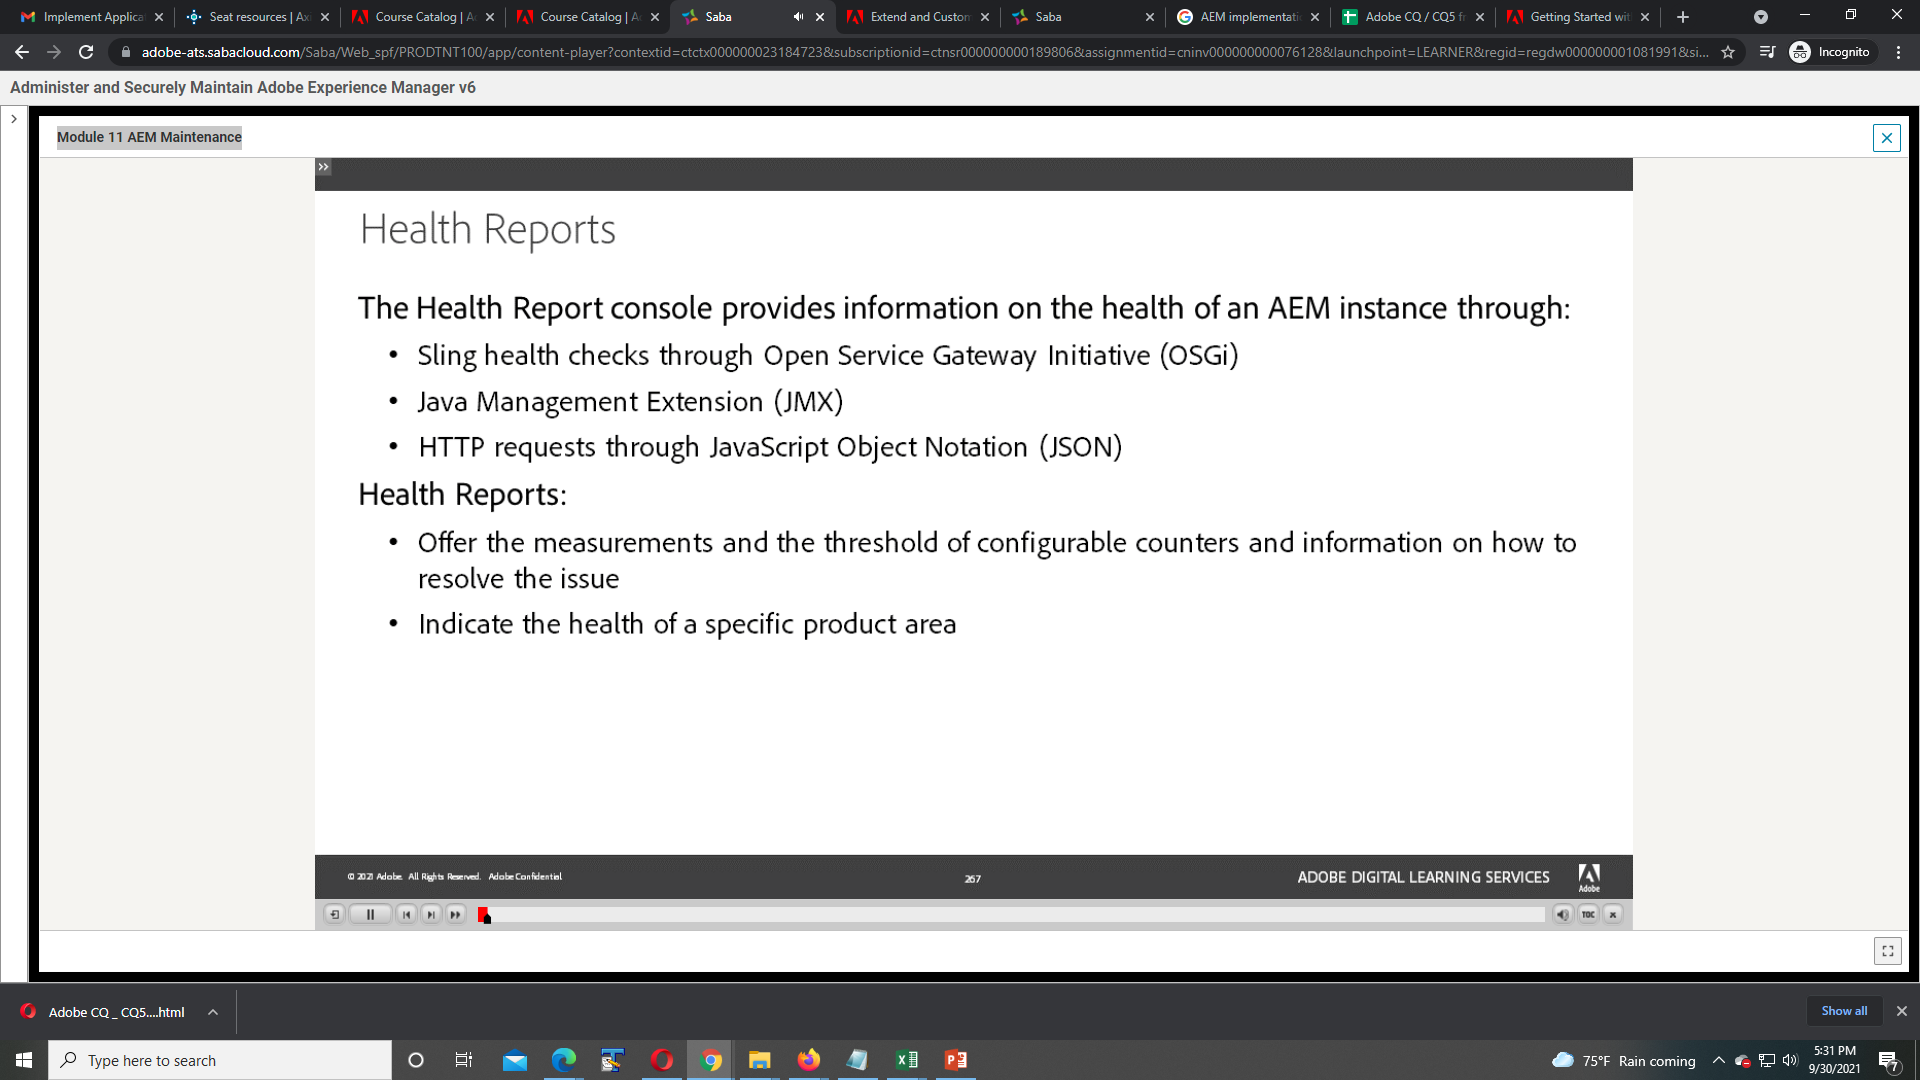 Implement Applica
Seat resources | Ax
Course Catalog | A
Course Catalog | A
Saba
Extend and Custom
Saba
AEM implementati
Adobe CQ / CQ5 fr
Getting Started wit
adobe-ats.sabacloud.com/Saba/Web_spf/PRODTNT100/app/content-player?contextid=ctctx000000023184723&subscriptionid=ctnsr000000000189806&assignmentid=cninv000000000076128&launchpoint=LEARNER&regid=regdw000000001081991&si...
Incognito
Administer and Securely Maintain Adobe Experience Manager v6
Module 11 AEM Maintenance
Health Reports
The Health Report console provides information on the health of an AEM instance through:
• Sling health checks through Open Service Gateway Initiative (OSGi)
• Java Management Extension (JMX)
• HTTP requests through JavaScript Object Notation (JSON)
Health Reports:
• Offer the measurements and the threshold of configurable counters and information on how to
resolve the issue
• Indicate the health of a specific product area
© 2021 Adobe. All Rights Reserved. Adobe Confidential
267
ADOBE DIGITAL LEARNING SERVICES
Adobe
TOC
Adobe CQ _ CQ5....html
Show all
Type here to search
75°F Rain coming
5:31 PM
9/30/2021
7